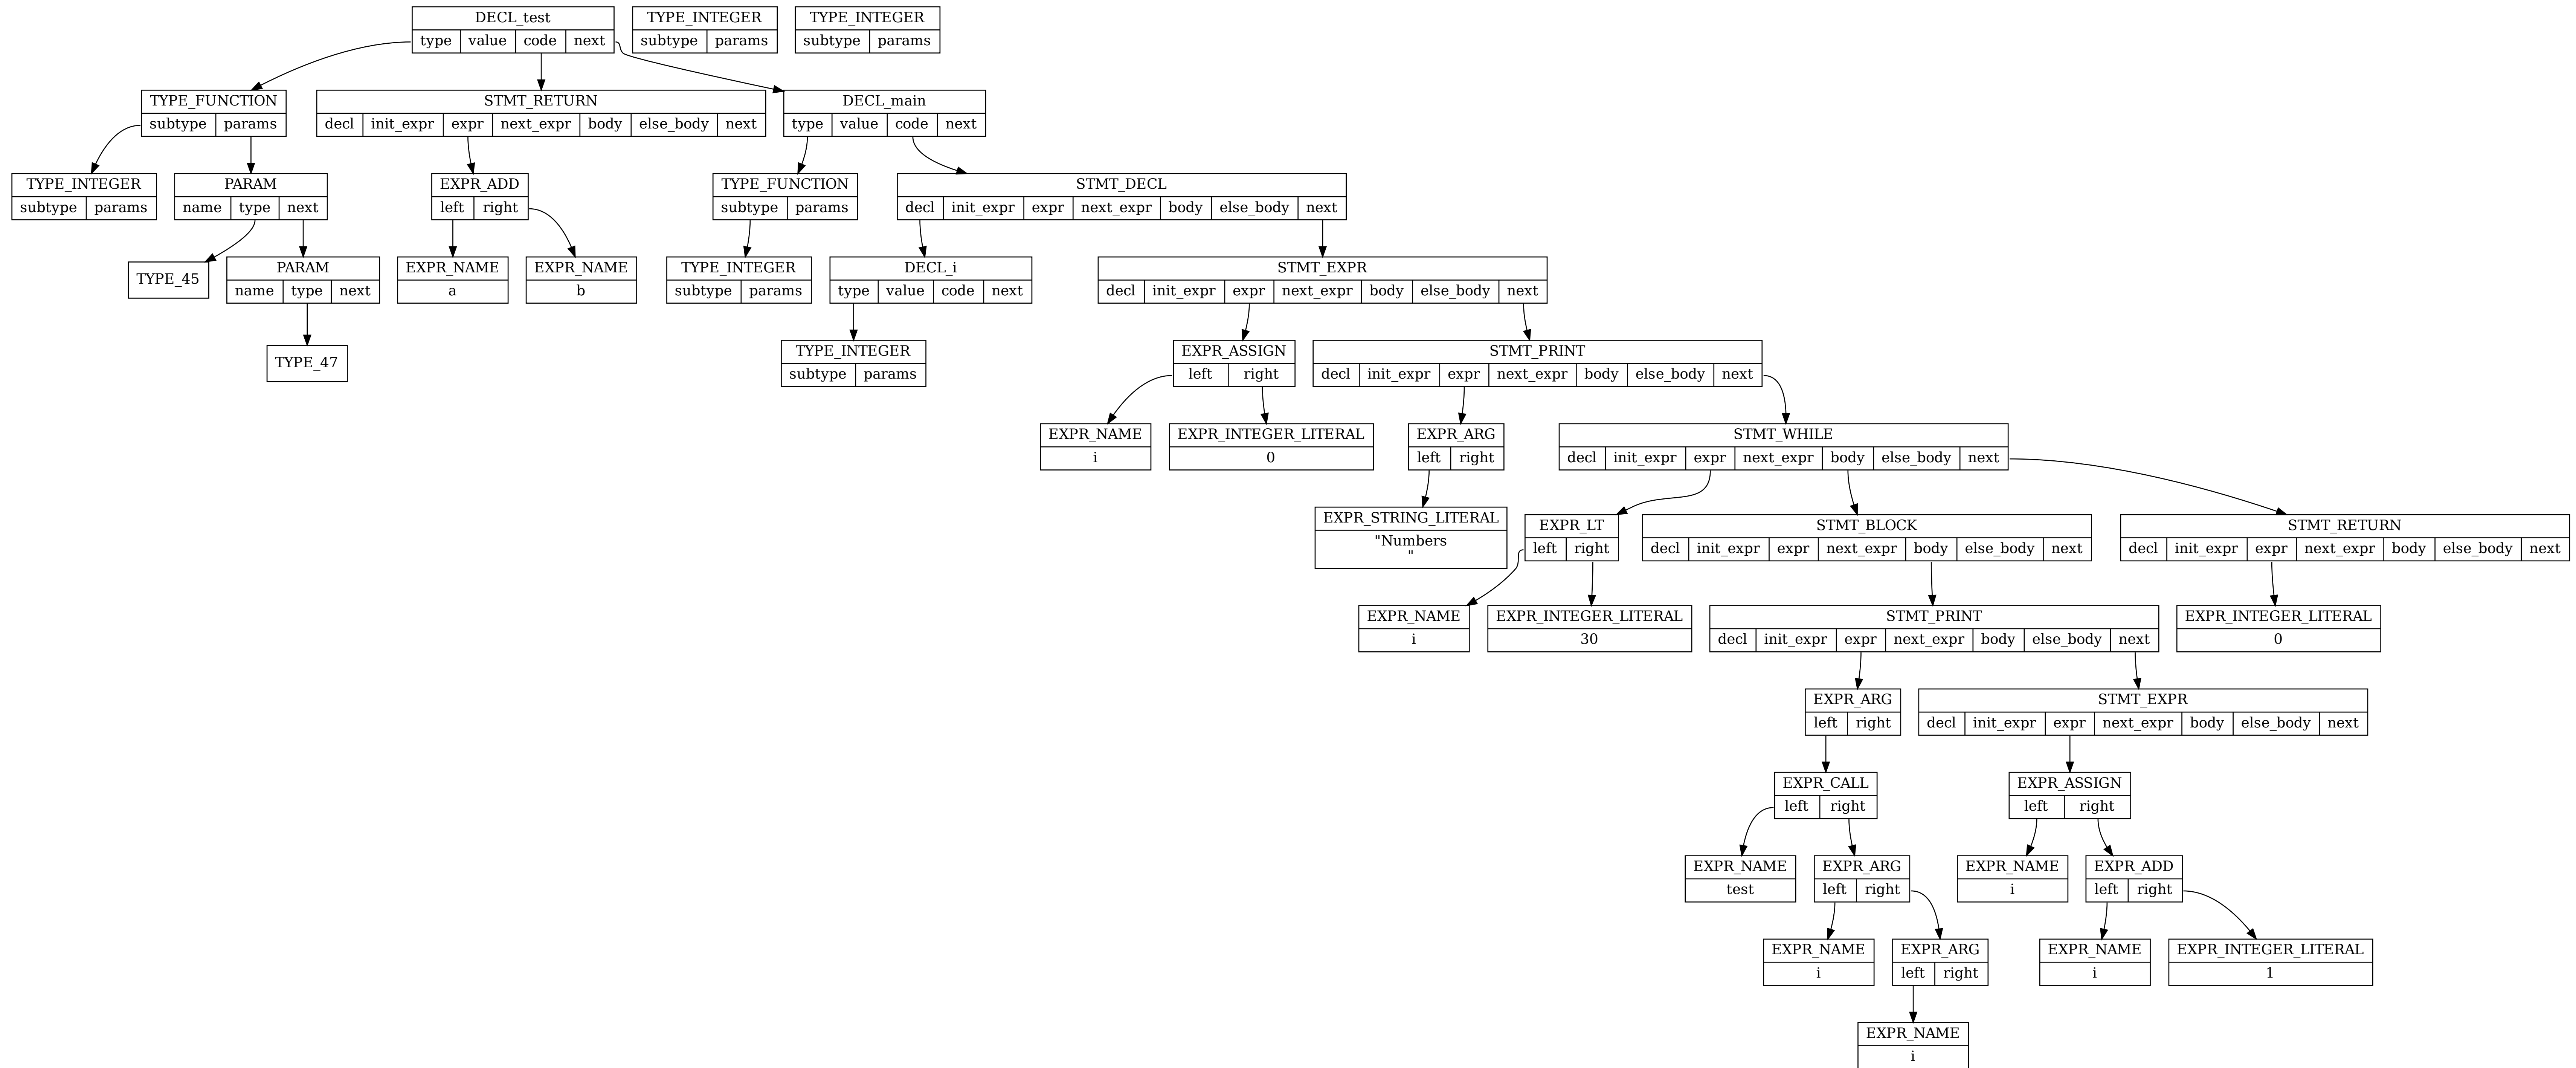 DECL_test
type value code next
TYPE_INTEGER
subtype params
TYPE_INTEGER
subtype params
TYPE_FUNCTION
subtype params
STMT_RETURN
decl init_expr expr next_expr body else_body next
DECL_main
type value code next
TYPE_INTEGER
subtype params
PARAM
name type next
EXPR_ADD
left right
TYPE_FUNCTION
subtype params
STMT_DECL
decl init_expr expr next_expr body else_body next
TYPE_45
PARAM
name type next
EXPR_NAME
a
EXPR_NAME
b
TYPE_INTEGER
subtype params
DECL_i
type value code next
STMT_EXPR
decl init_expr expr next_expr body else_body next
TYPE_47
TYPE_INTEGER
subtype params
EXPR_ASSIGN
left right
STMT_PRINT
decl init_expr expr next_expr body else_body next
EXPR_NAME
i
EXPR_INTEGER_LITERAL
0
EXPR_ARG
left right
STMT_WHILE
decl init_expr expr next_expr body else_body next
EXPR_STRING_LITERAL
"Numbers
"
EXPR_LT
left right
STMT_BLOCK
decl init_expr expr next_expr body else_body next
STMT_RETURN
decl init_expr expr next_expr body else_body next
EXPR_NAME
i
EXPR_INTEGER_LITERAL
30
STMT_PRINT
decl init_expr expr next_expr body else_body next
EXPR_INTEGER_LITERAL
0
EXPR_ARG
left right
STMT_EXPR
decl init_expr expr next_expr body else_body next
EXPR_CALL
left right
EXPR_ASSIGN
left right
EXPR_NAME
test
EXPR_ARG
left right
EXPR_NAME
i
EXPR_ADD
left right
EXPR_NAME
i
EXPR_ARG
left right
EXPR_NAME
i
EXPR_INTEGER_LITERAL
1
EXPR_NAME
i